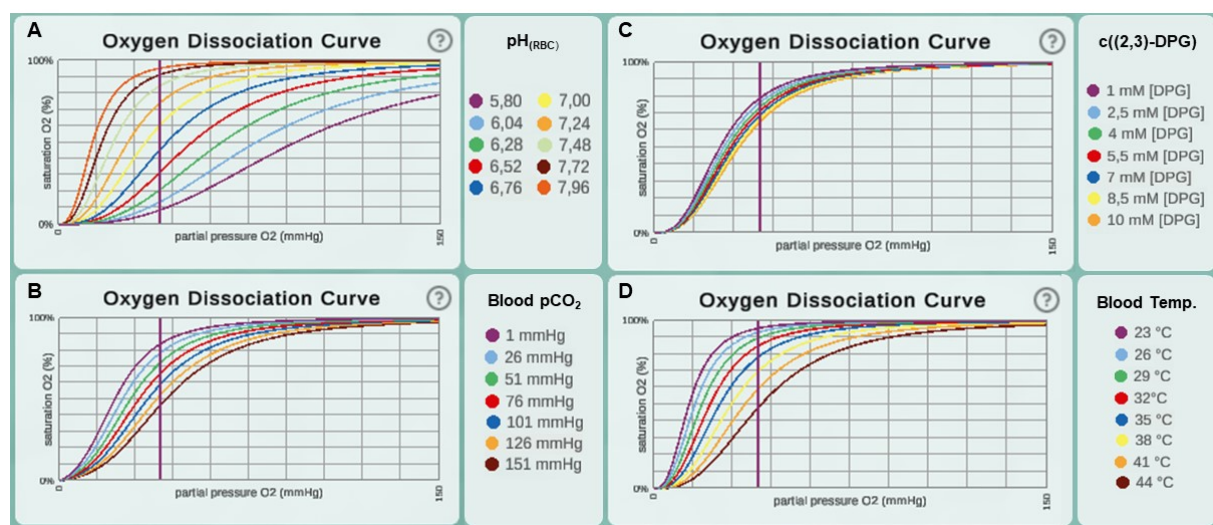 A
Oxygen Dissociation Curve
?
100%
saturation O2 (%)
0%
0
partial pressure O2 (mmHg)
150
pH(RBC)
5,80
7,00
6,04
7,24
6,28
7,48
6,52
7,72
6,76
7,96
C
Oxygen Dissociation Curve
?
100%
saturation O2 (%)
0%
0
partial pressure O2 (mmHg)
150
c((2,3)-DPG)
1 mM [DPG]
2,5 mM [DPG]
4 mM [DPG]
5,5 mM [DPG]
7 mM [DPG]
8,5 mM [DPG]
10 mM [DPG]
B
Oxygen Dissociation Curve
?
100%
saturation O2 (%)
0%
0
partial pressure O2 (mmHg)
150
Blood pCO2
1 mmHg
26 mmHg
51 mmHg
76 mmHg
101 mmHg
126 mmHg
151 mmHg
D
Oxygen Dissociation Curve
?
100%
saturation O2 (%)
0%
0
partial pressure O2 (mmHg)
150
Blood Temp.
23 °C
26 °C
29 °C
32°C
35 °C
38 °C
41 °C
44 °C